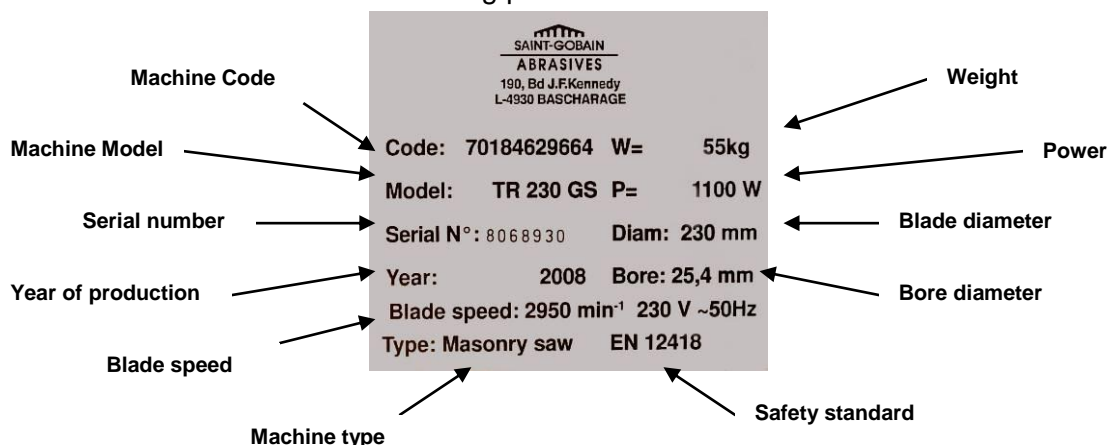 SAINT-GOBAIN
ABRASIVES
190, Bd J.F.Kennedy
L-4930 BASCHARAGE
Machine Code
Weight
Code: 70184629664 W= 55kg
Machine Model
Power
Model: TR 230 GS P= 1100 W
Serial number
Blade diameter
Serial N°: 8068930 Diam: 230 mm
Year: 2008 Bore: 25,4 mm
Year of production
Bore diameter
Blade speed: 2950 min⁻¹ 230 V ~50Hz
Type: Masonry saw EN 12418
Blade speed
Safety standard
Machine type